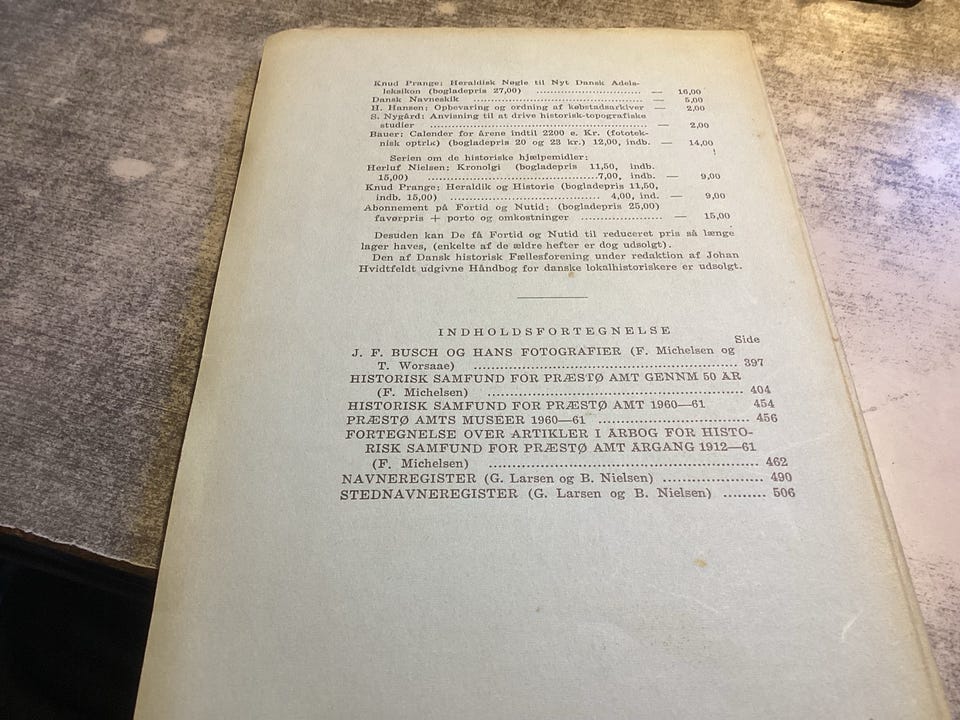 Knud Prange: Heraldisk Nøgle til Nyt Dansk Adels-
leksikon (bogladepris 27,00) ........................ — 16,00
Dansk Navneskik ........................................ — 5,00
H. Hansen: Opbevaring og ordning af købstadsarkiver — 2,00
S. Nygård: Anvisning til at drive historisk-topografiske
studier .................................................. — 2,00
Bauer: Calender for årene indtil 2200 e. Kr. (fototek-
nisk optrk) (bogladepris 20 og 23 kr.) 12,00, indb. — 14,00
Serien om de historiske hjælpemidler:
Herluf Nielsen: Kronolgi (bogladepris 11,50, indb.
15,00) ........................................7,00, indb. — 9,00
Knud Prange: Heraldik og Historie (bogladepris 11,50,
indb. 15,00) ................................... 4,00, ind. — 9,00
Abonnement på Fortid og Nutid: (bogladepris 25,00)
favørpris + porto og omkostninger .................. — 15,00
Desuden kan De få Fortid og Nutid til reduceret pris så længe
lager haves, (enkelte af de ældre hefter er dog udsolgt).
Den af Dansk historisk Fællesforening under redaktion af Johan
Hvidtfeldt udgivne Håndbog for danske lokalhistorikere er udsolgt.
INDHOLDSFORTEGNELSE
Side
J. F. BUSCH OG HANS FOTOGRAFIER (F. Michelsen og
T. Worsaae) ...................................................... 397
HISTORISK SAMFUND FOR PRÆSTØ AMT GENNM 50 ÅR
(F. Michelsen) .................................................... 404
HISTORISK SAMFUND FOR PRÆSTØ AMT 1960—61 454
PRÆSTØ AMTS MUSEER 1960—61 ............................... 456
FORTEGNELSE OVER ARTIKLER I ÅRBOG FOR HISTO-
RISK SAMFUND FOR PRÆSTØ AMT ÅRGANG 1912—61
(F. Michelsen) ...................................................... 462
NAVNEREGISTER (G. Larsen og B. Nielsen) .................... 490
STEDNAVNEREGISTER (G. Larsen og B. Nielsen) ......... 506